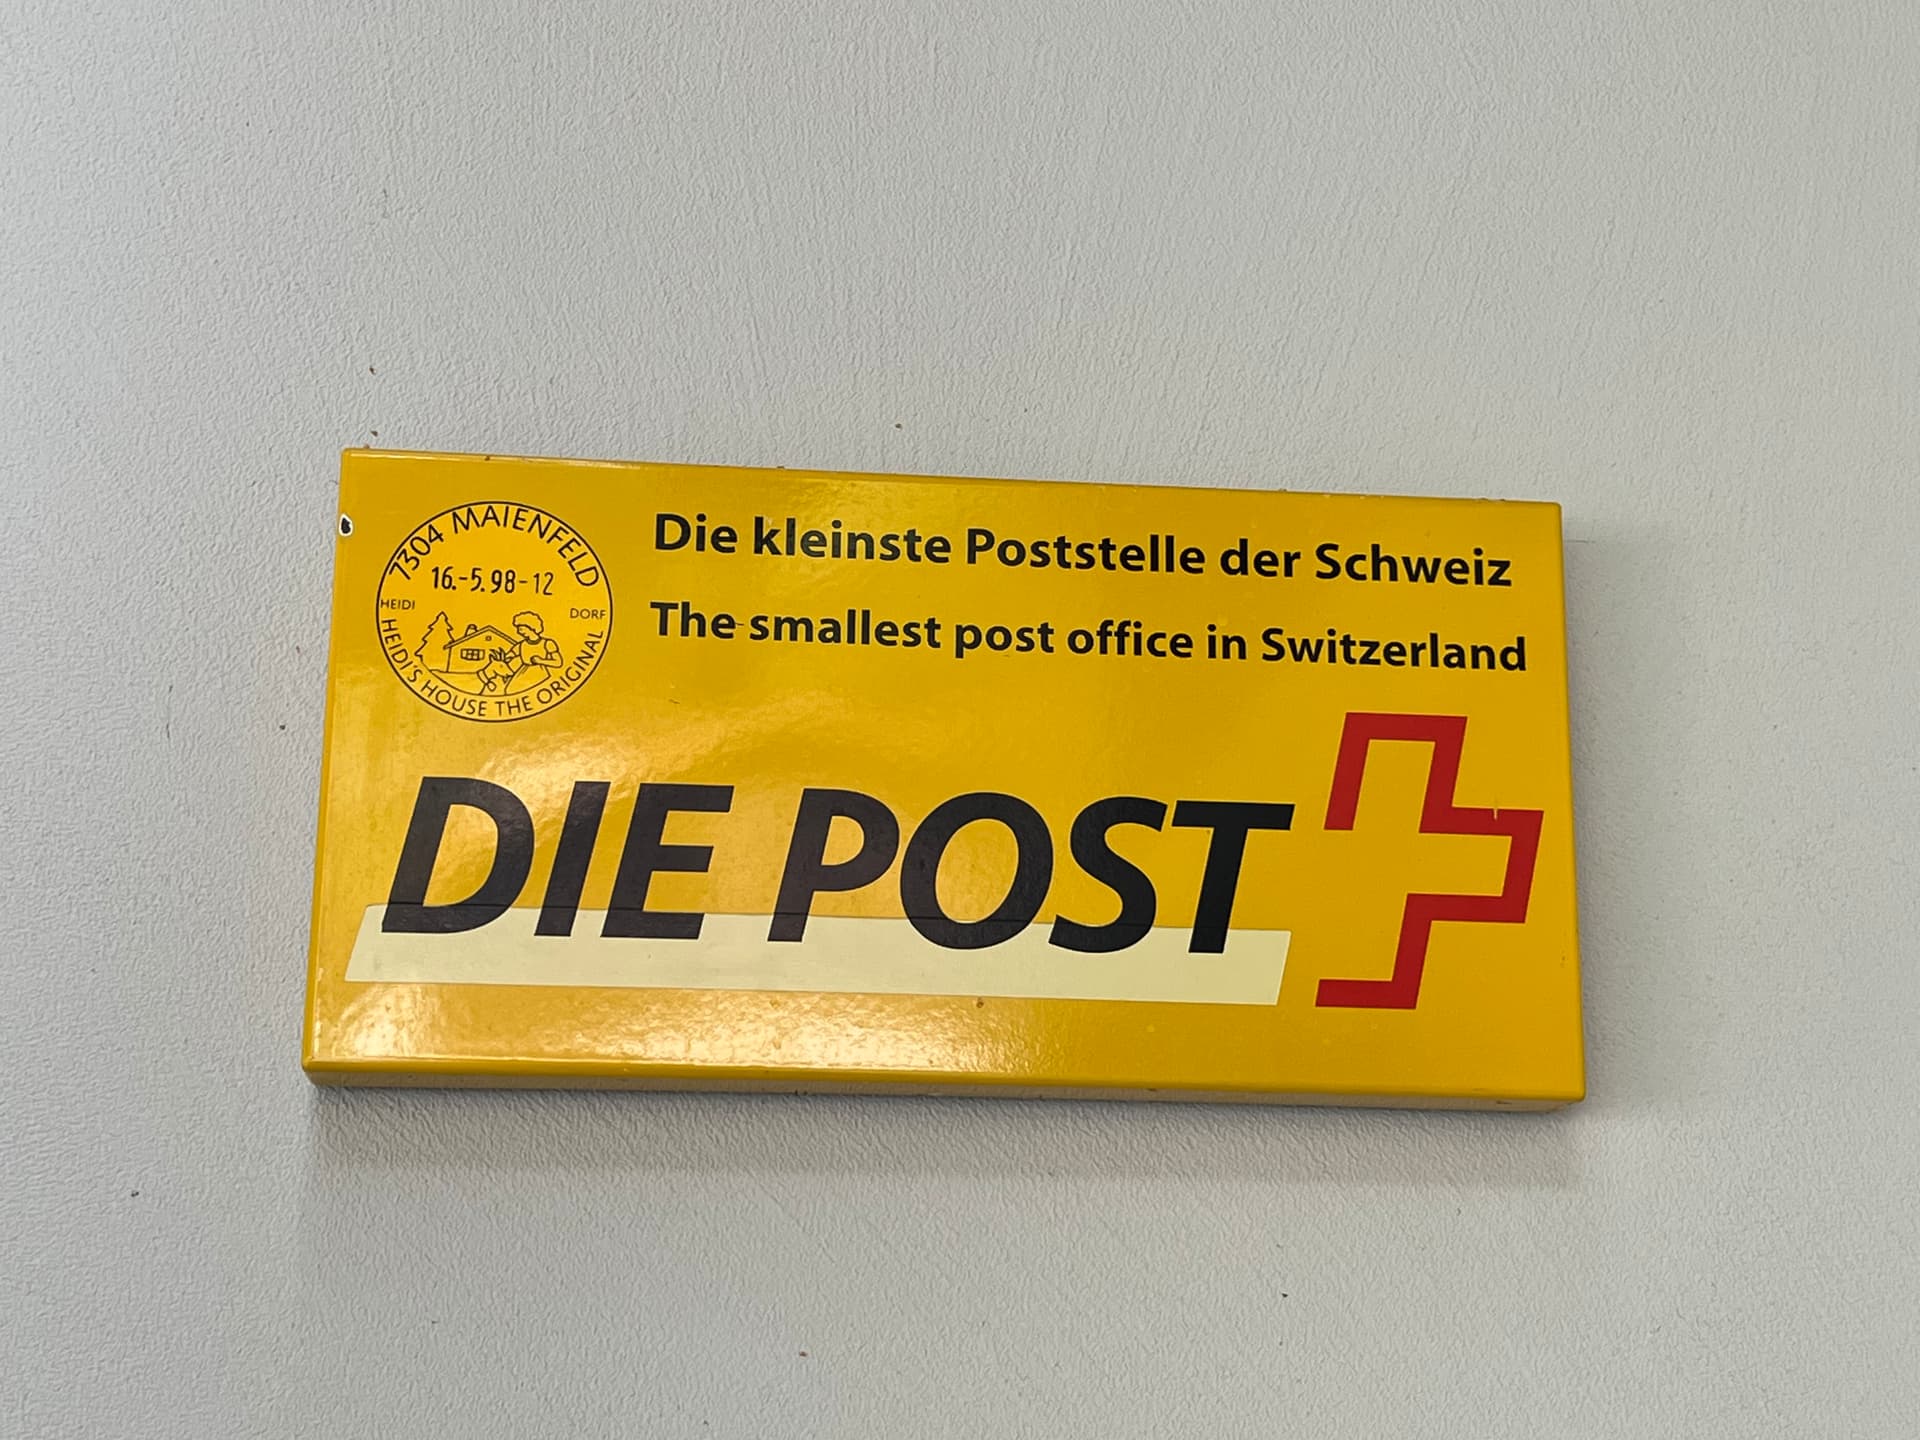 7304 MAIENFELD
16.-5.98-12
HEIDI DORF
HEIDI'S HOUSE THE ORIGINAL
Die kleinste Poststelle der Schweiz
The smallest post office in Switzerland
DIE POST